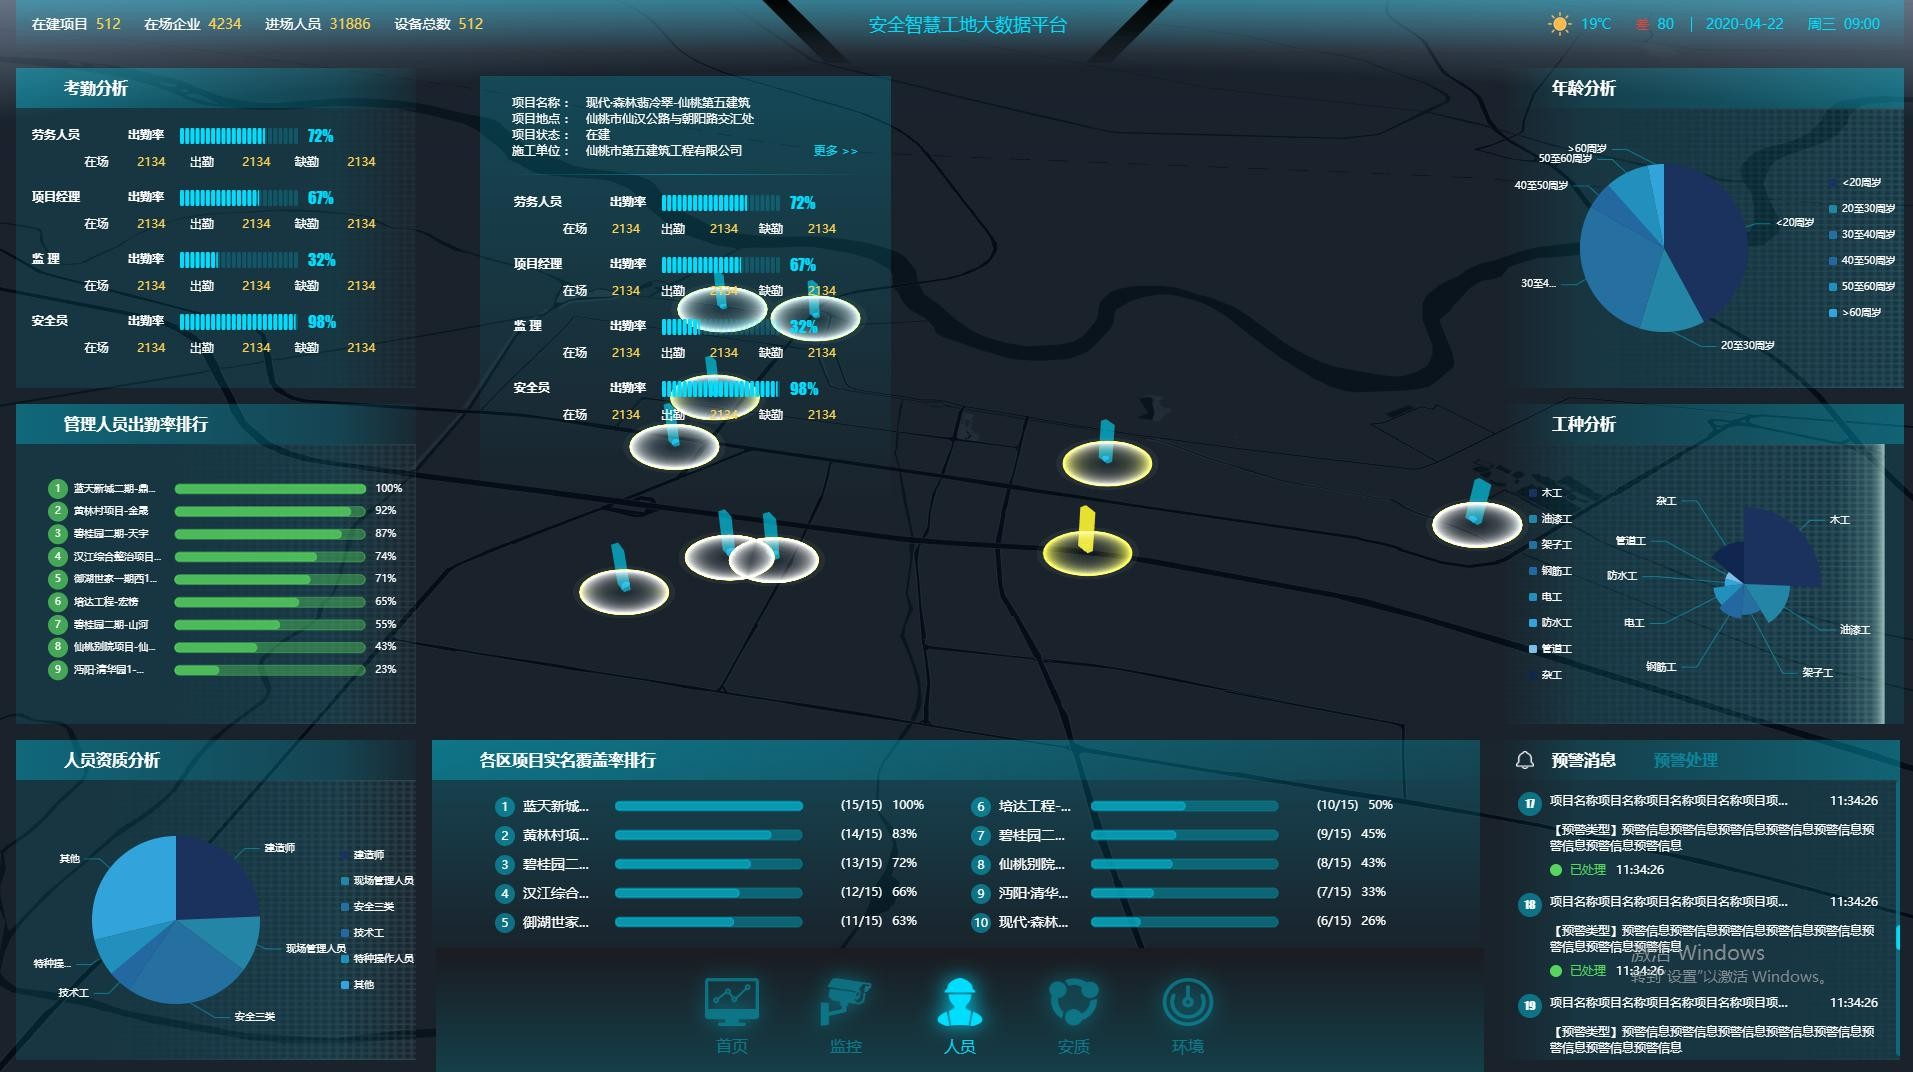 在建项目 512 在场企业 4234 进场人员 31886 设备总数 512
安全智慧工地大数据平台
19℃ 差 80 | 2020-04-22 周三 09:00
考勤分析
劳务人员 出勤率 72%
在场 2134 出勤 2134 缺勤 2134
项目经理 出勤率 67%
在场 2134 出勤 2134 缺勤 2134
监 理 出勤率 32%
在场 2134 出勤 2134 缺勤 2134
安全员 出勤率 98%
在场 2134 出勤 2134 缺勤 2134
项目名称： 现代·森林翡冷翠-仙桃第五建筑
项目地点： 仙桃市仙汉公路与朝阳路交汇处
项目状态： 在建
施工单位： 仙桃市第五建筑工程有限公司 更多 >>
劳务人员 出勤率 72%
在场 2134 出勤 2134 缺勤 2134
项目经理 出勤率 67%
在场 2134 出勤 2134 缺勤 2134
监 理 出勤率 32%
在场 2134 出勤 2134 缺勤 2134
安全员 出勤率 98%
在场 2134 出勤 2134 缺勤 2134
年龄分析
>60周岁
50至60周岁
40至50周岁
30至4...
20至30周岁
<20周岁
<20周岁
20至30周岁
30至40周岁
40至50周岁
50至60周岁
>60周岁
管理人员出勤率排行
1 蓝天新城二期-鼎... 100%
2 黄林村项目-金晟 92%
3 碧桂园二期-天宇 87%
4 汉江综合整治项目... 74%
5 御湖世家一期西1... 71%
6 培达工程-宏榜 65%
7 碧桂园二期-山河 55%
8 仙桃别院项目-仙... 43%
9 沔阳·清华园1-... 23%
工种分析
木工
油漆工
架子工
钢筋工
电工
防水工
管道工
杂工
杂工
管道工
防水工
电工
钢筋工
木工
油漆工
架子工
人员资质分析
其他
特种操...
技术工
安全三类
现场管理人员
建造师
建造师
现场管理人员
安全三类
技术工
特种操作人员
其他
各区项目实名覆盖率排行
1 蓝天新城... (15/15) 100%
2 黄林村项... (14/15) 83%
3 碧桂园二... (13/15) 72%
4 汉江综合... (12/15) 66%
5 御湖世家... (11/15) 63%
6 培达工程-... (10/15) 50%
7 碧桂园二... (9/15) 45%
8 仙桃别院... (8/15) 43%
9 沔阳·清华... (7/15) 33%
10 现代·森林... (6/15) 26%
预警消息 预警处理
17 项目名称项目名称项目名称项目名称项目项... 11:34:26
【预警类型】预警信息预警信息预警信息预警信息预警信息预
警信息预警信息预警信息
已处理 11:34:26
18 项目名称项目名称项目名称项目名称项目项... 11:34:26
【预警类型】预警信息预警信息预警信息预警信息预警信息预
警信息预警信息预警信息
已处理 11:34:26
19 项目名称项目名称项目名称项目名称项目项... 11:34:26
【预警类型】预警信息预警信息预警信息预警信息预警信息预
警信息预警信息预警信息
激活 Windows
转到"设置"以激活 Windows。
首页 监控 人员 安质 环境